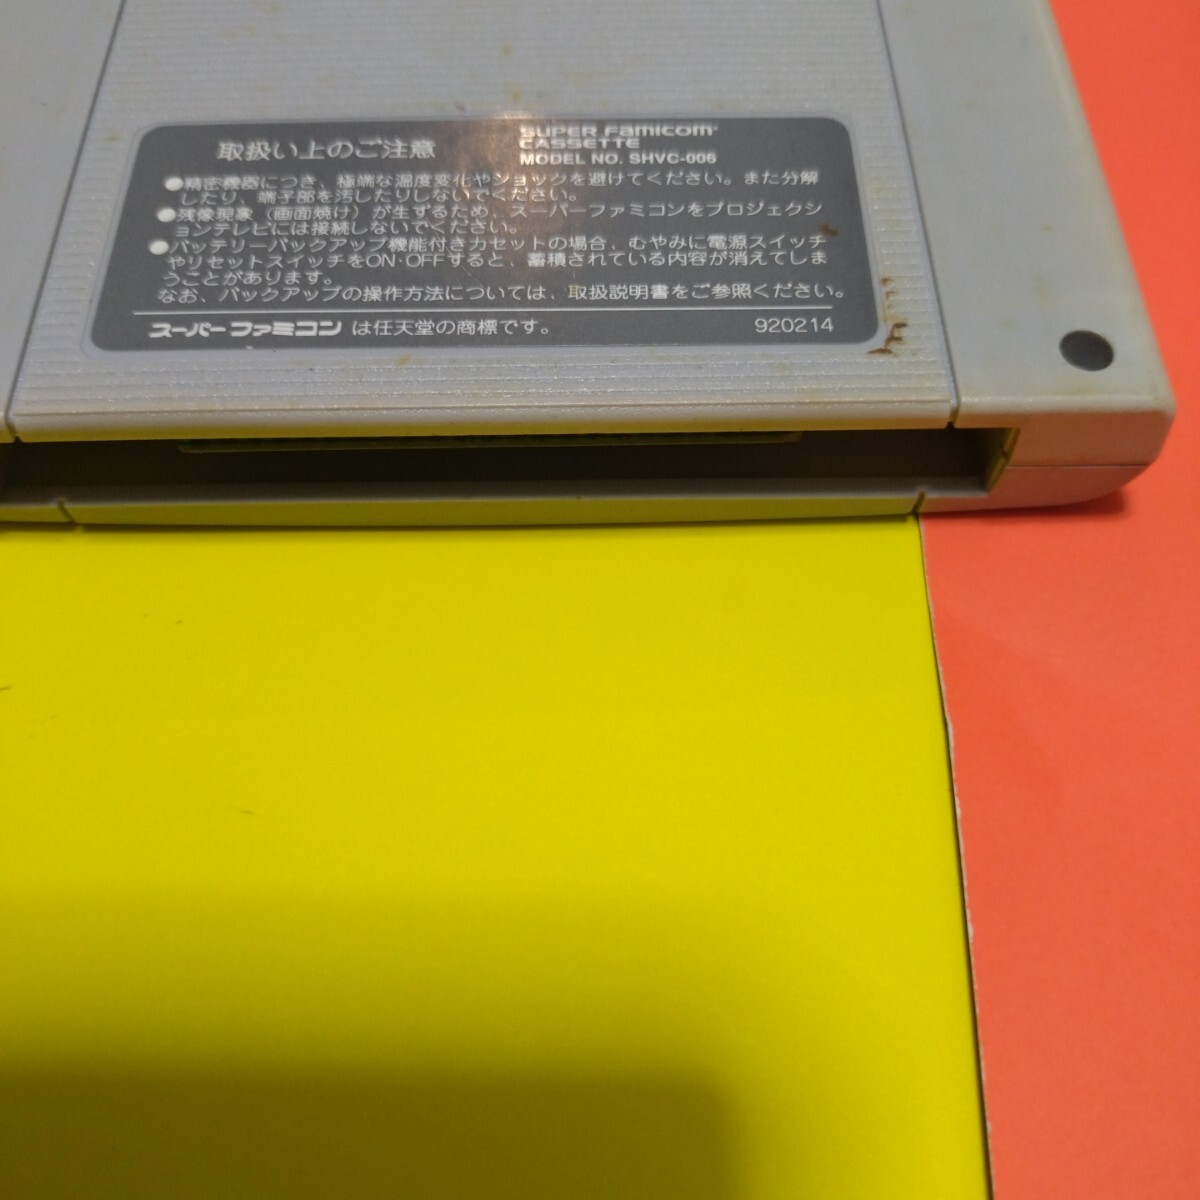 取扱い上のご注意
SUPER Famicom
CASSETTE
MODEL NO. SHVC-006
●精密機器につき、極端な温度変化やショックを避けてください。また分解
したり、端子部を汚したりしないでください。
●残像現象（画面焼け）が生ずるため、スーパーファミコンをプロジェクシ
ョンテレビには接続しないでください。
●バッテリーバックアップ機能付きカセットの場合、むやみに電源スイッチ
やリセットスイッチをON·OFFすると、蓄積されている内容が消えてしま
うことがあります。
なお、バックアップの操作方法については、取扱説明書をご参照ください。
スーパーファミコン は任天堂の商標です。 920214